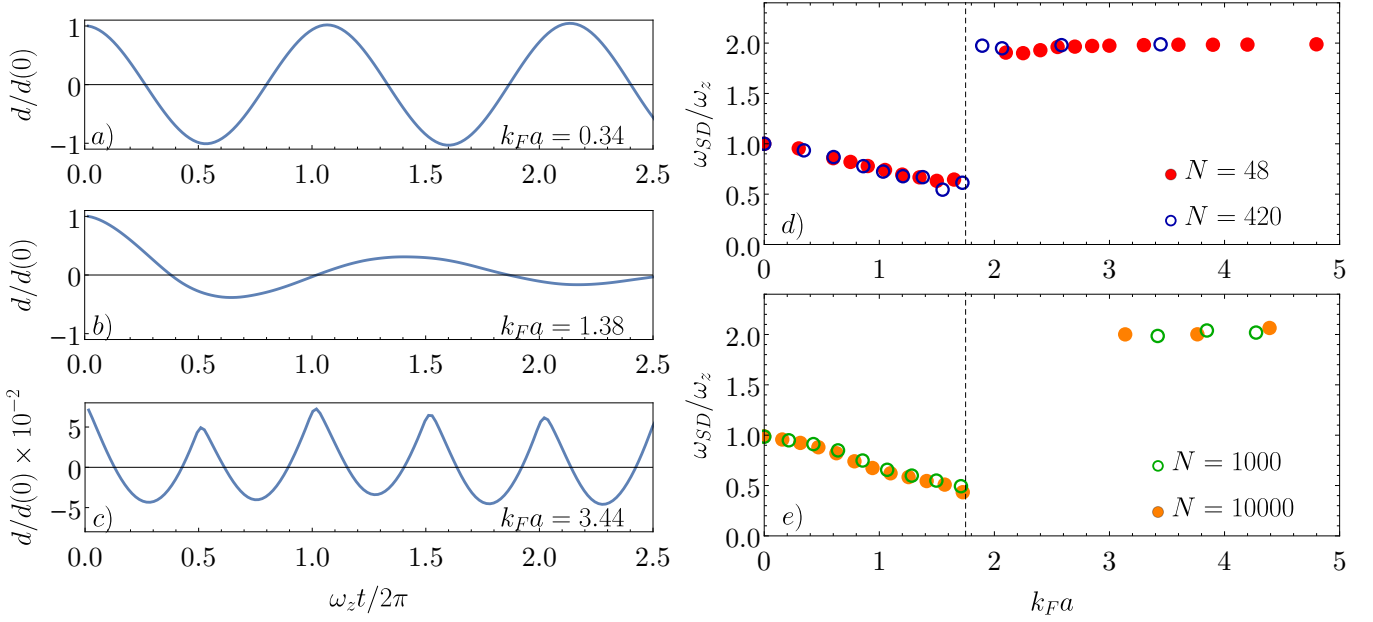 d/d(0)
1
0
−1
a)
k_F a = 0.34
0.0 0.5 1.0 1.5 2.0 2.5
d/d(0)
1
0
−1
b)
k_F a = 1.38
0.0 0.5 1.0 1.5 2.0 2.5
d/d(0) × 10⁻²
5
0
−5
c)
k_F a = 3.44
0.0 0.5 1.0 1.5 2.0 2.5
ω_z t/2π
ω_SD/ω_z
2.0
1.5
1.0
0.5
0.0
N = 48
N = 420
d)
0 1 2 3 4 5
ω_SD/ω_z
2.0
1.5
1.0
0.5
0.0
N = 1000
N = 10000
e)
0 1 2 3 4 5
k_F a